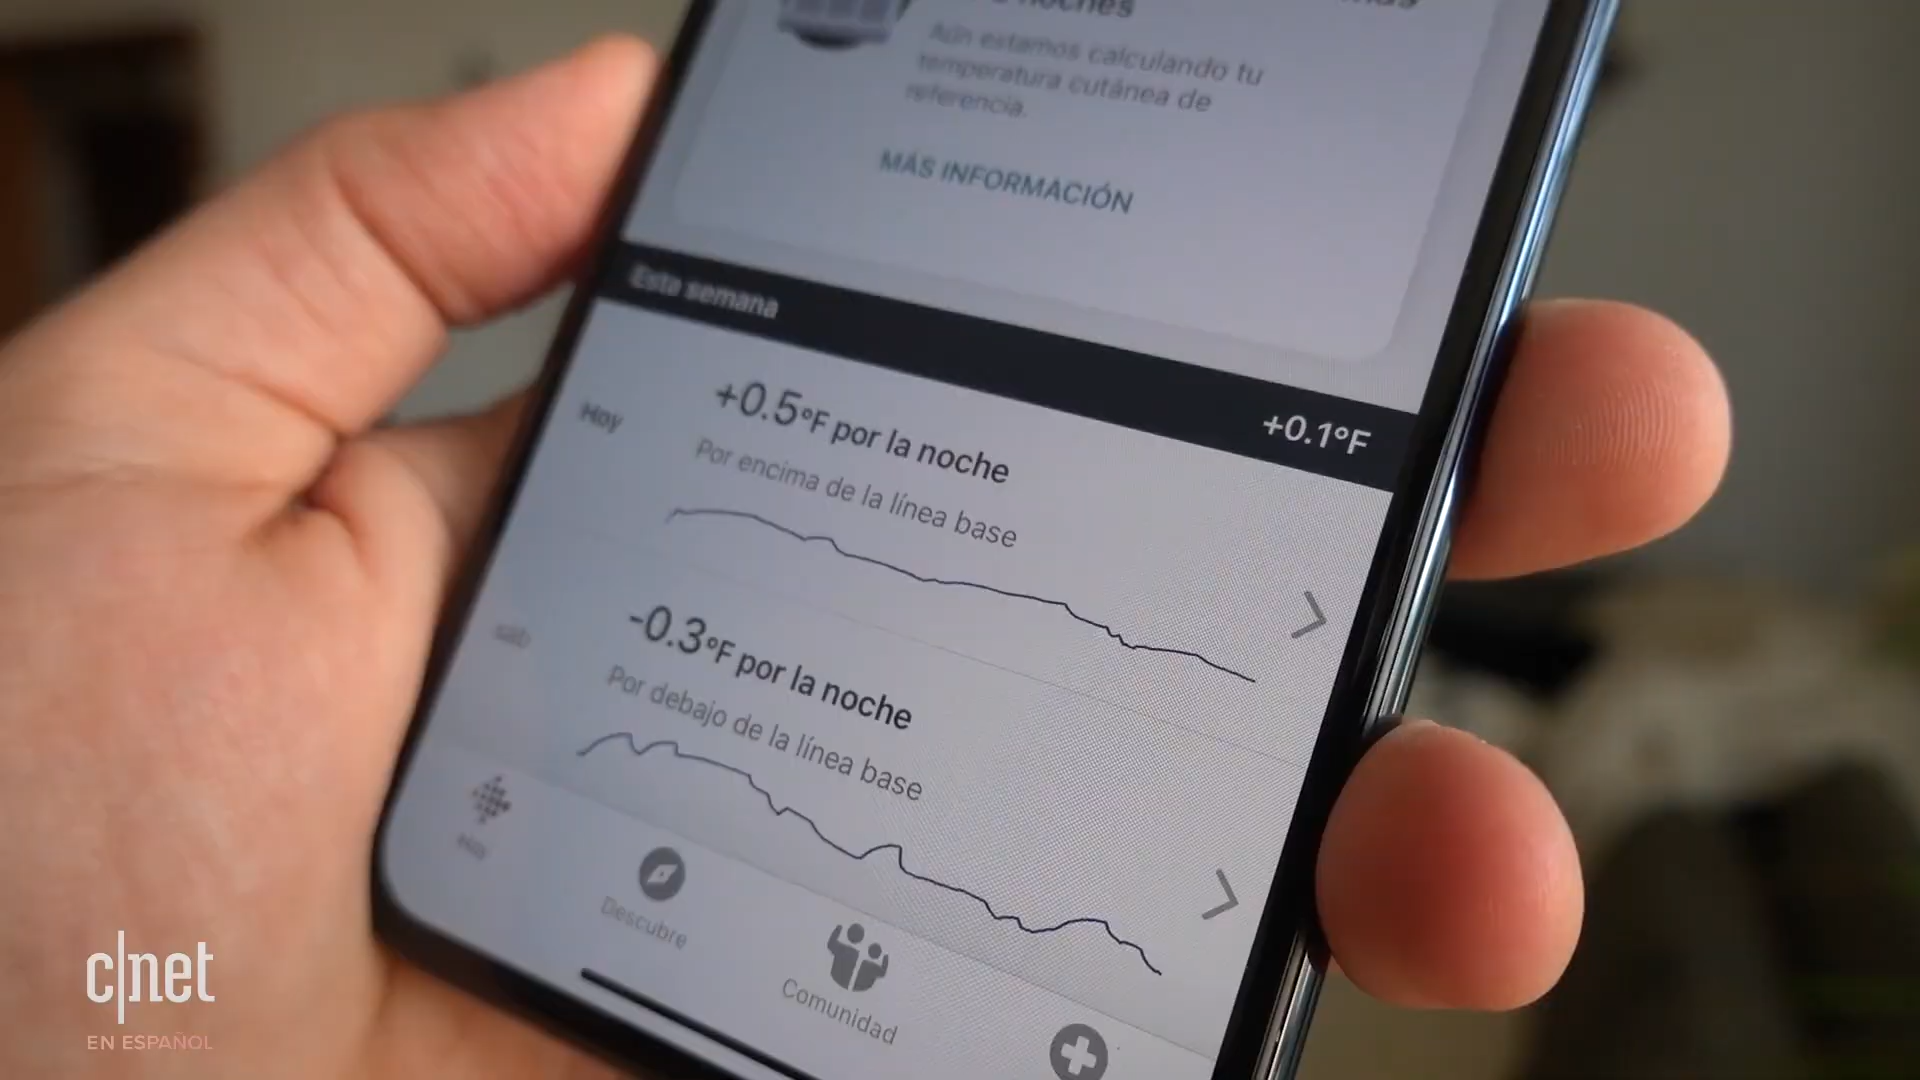 noches
Aún estamos calculando tu
temperatura cutánea de
referencia.
MÁS INFORMACIÓN
Esta semana
+0.1°F
Hoy
+0.5°F por la noche
Por encima de la línea base
sáb
-0.3°F por la noche
Por debajo de la línea base
Descubre
Comunidad
c|net
EN ESPAÑOL